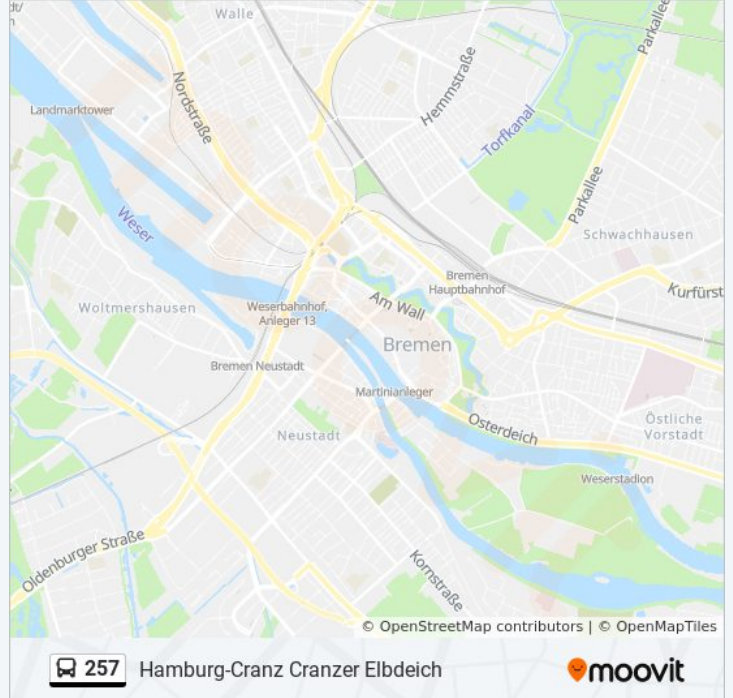 dt/
n
Walle
Parkallee
Hemmstraße
Nordstraße
Landmarktower
Torfkanal
Parkallee
Weser
Schwachhausen
Bremen
Hauptbahnhof
Kurfürst
Woltmershausen
Weserbahnhof,
Anleger 13
Am Wall
Bremen
Bremen Neustadt
Martinianleger
Osterdeich
Östliche
Vorstadt
Neustadt
Weserstadion
Oldenburger Straße
Kornstraße
© OpenStreetMap contributors | © OpenMapTiles
257 Hamburg-Cranz Cranzer Elbdeich
moovit